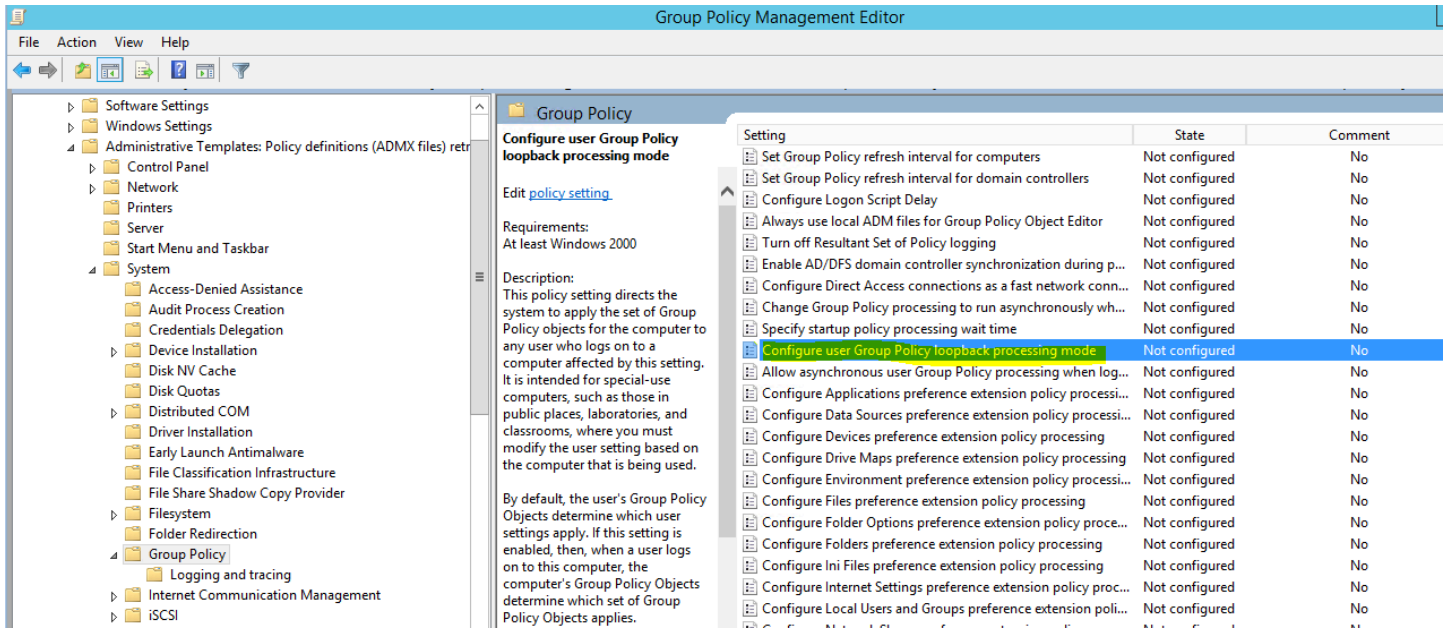 Group Policy Management Editor
File Action View Help
Software Settings
Windows Settings
Administrative Templates: Policy definitions (ADMX files) retr
Control Panel
Network
Printers
Server
Start Menu and Taskbar
System
Access-Denied Assistance
Audit Process Creation
Credentials Delegation
Device Installation
Disk NV Cache
Disk Quotas
Distributed COM
Driver Installation
Early Launch Antimalware
File Classification Infrastructure
File Share Shadow Copy Provider
Filesystem
Folder Redirection
Group Policy
Logging and tracing
Internet Communication Management
iSCSI
Group Policy
Configure user Group Policy
loopback processing mode
Edit policy setting
Requirements:
At least Windows 2000
Description:
This policy setting directs the
system to apply the set of Group
Policy objects for the computer to
any user who logs on to a
computer affected by this setting.
It is intended for special-use
computers, such as those in
public places, laboratories, and
classrooms, where you must
modify the user setting based on
the computer that is being used.
By default, the user's Group Policy
Objects determine which user
settings apply. If this setting is
enabled, then, when a user logs
on to this computer, the
computer's Group Policy Objects
determine which set of Group
Policy Objects applies.
Setting State Comment
Set Group Policy refresh interval for computers Not configured No
Set Group Policy refresh interval for domain controllers Not configured No
Configure Logon Script Delay Not configured No
Always use local ADM files for Group Policy Object Editor Not configured No
Turn off Resultant Set of Policy logging Not configured No
Enable AD/DFS domain controller synchronization during p... Not configured No
Configure Direct Access connections as a fast network conn... Not configured No
Change Group Policy processing to run asynchronously wh... Not configured No
Specify startup policy processing wait time Not configured No
Configure user Group Policy loopback processing mode Not configured No
Allow asynchronous user Group Policy processing when log... Not configured No
Configure Applications preference extension policy processi... Not configured No
Configure Data Sources preference extension policy processi... Not configured No
Configure Devices preference extension policy processing Not configured No
Configure Drive Maps preference extension policy processing Not configured No
Configure Environment preference extension policy processi... Not configured No
Configure Files preference extension policy processing Not configured No
Configure Folder Options preference extension policy proce... Not configured No
Configure Folders preference extension policy processing Not configured No
Configure Ini Files preference extension policy processing Not configured No
Configure Internet Settings preference extension policy proc... Not configured No
Configure Local Users and Groups preference extension poli... Not configured No